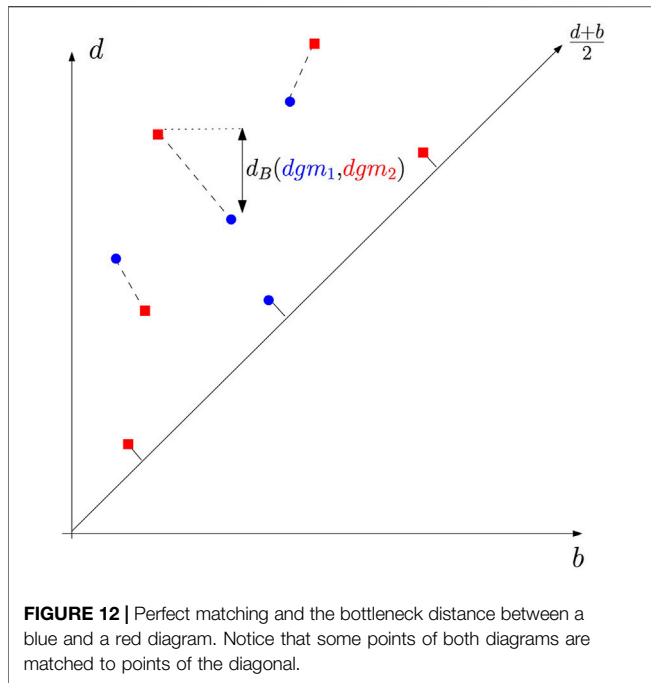 d
d+b
2
d_B(dgm_1,dgm_2)
b
FIGURE 12 | Perfect matching and the bottleneck distance between a
blue and a red diagram. Notice that some points of both diagrams are
matched to points of the diagonal.